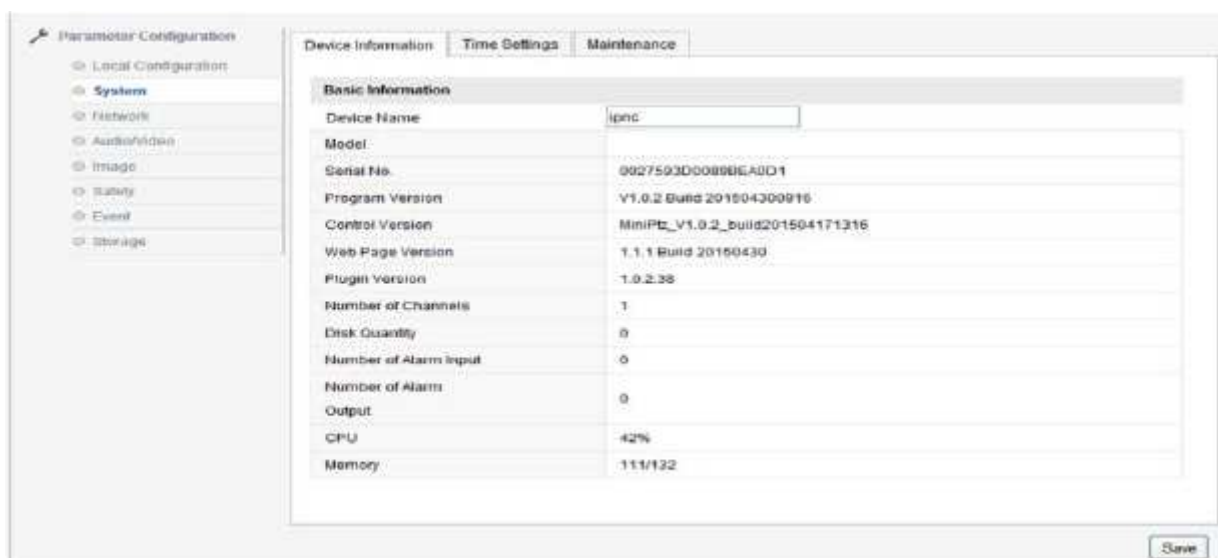 Parameter Configuration
Local Configuration
System
Network
Audio/Video
Image
Safety
Event
Storage
Device Information
Time Settings
Maintenance
Basic Information
Device Name
ipnc
Model
Serial No.
Program Version
V1.0.2 Build 201504300916
Control Version
MiniPtz_V1.0.2_build201504171316
Web Page Version
1.1.1 Build 20150430
Plugin Version
1.0.2.38
Number of Channels
1
Disk Quantity
0
Number of Alarm Input
0
Number of Alarm
Output
0
CPU
42%
Memory
111/132
Save